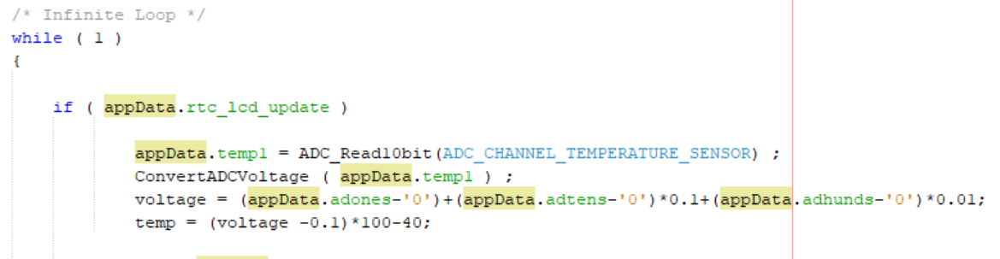 /* Infinite Loop */
while ( 1 )
{
if ( appData.rtc_lcd_update )
appData.temp1 = ADC_Read10bit(ADC_CHANNEL_TEMPERATURE_SENSOR) ;
ConvertADCVoltage ( appData.temp1 ) ;
voltage = (appData.adones-'0')+(appData.adtens-'0')*0.1+(appData.adhunds-'0')*0.01;
temp = (voltage -0.1)*100-40;